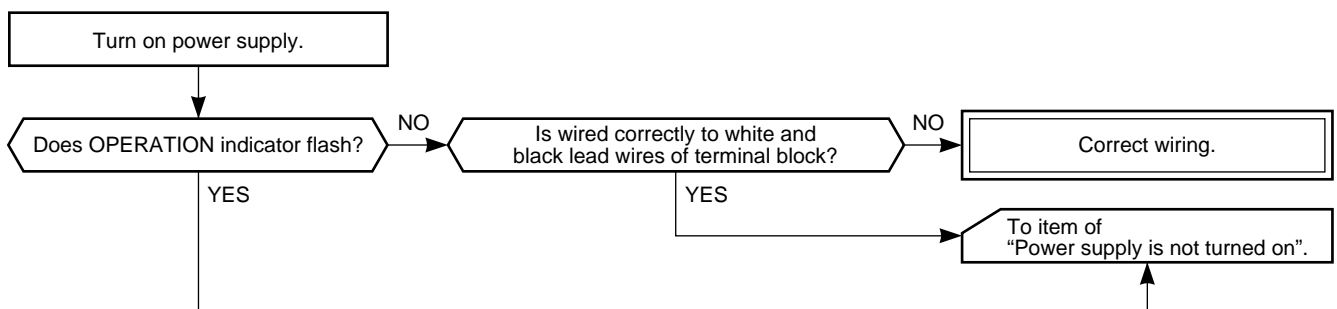 Turn on power supply.
Does OPERATION indicator flash?
NO
Is wired correctly to white and
black lead wires of terminal block?
NO
Correct wiring.
YES
YES
To item of
“Power supply is not turned on”.